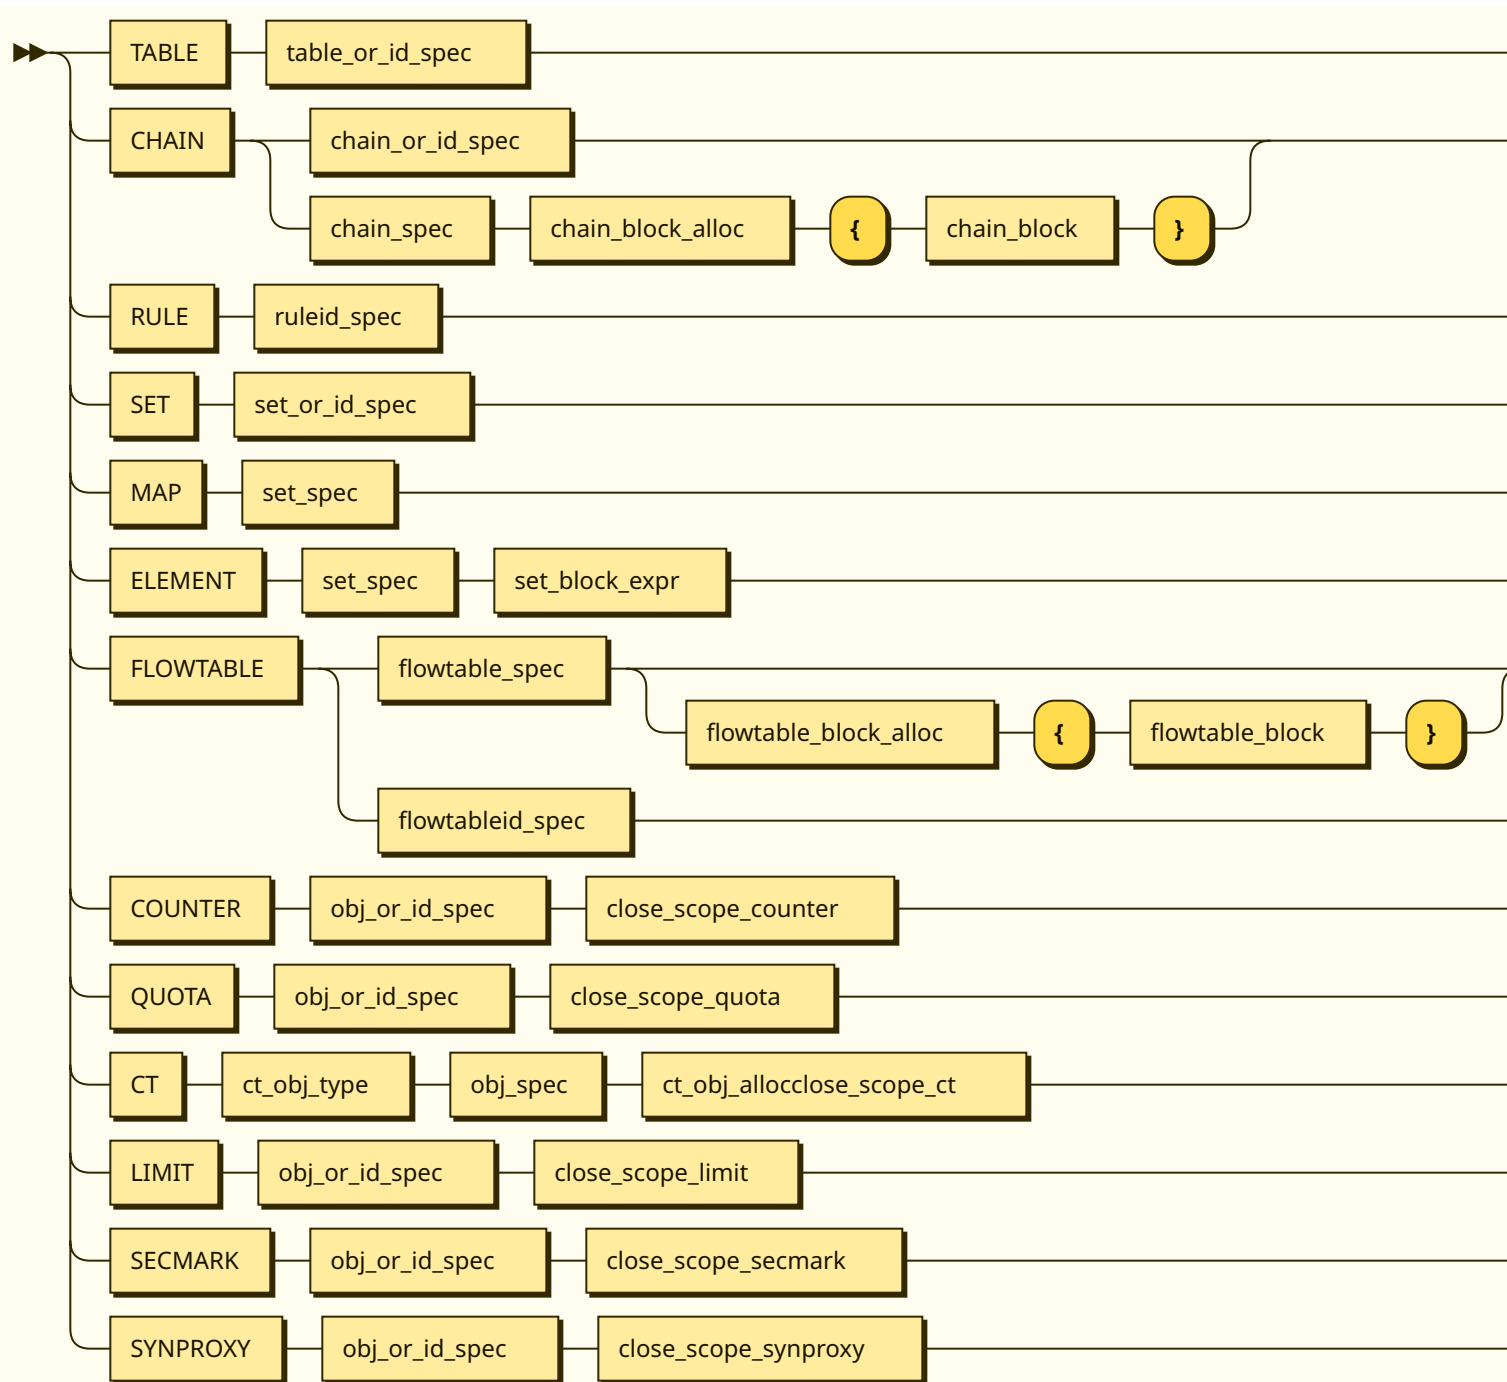 TABLE table_or_id_spec
CHAIN chain_or_id_spec
chain_spec chain_block_alloc { chain_block }
RULE ruleid_spec
SET set_or_id_spec
MAP set_spec
ELEMENT set_spec set_block_expr
FLOWTABLE flowtable_spec
flowtable_block_alloc { flowtable_block }
flowtableid_spec
COUNTER obj_or_id_spec close_scope_counter
QUOTA obj_or_id_spec close_scope_quota
CT ct_obj_type obj_spec ct_obj_allocclose_scope_ct
LIMIT obj_or_id_spec close_scope_limit
SECMARK obj_or_id_spec close_scope_secmark
SYNPROXY obj_or_id_spec close_scope_synproxy